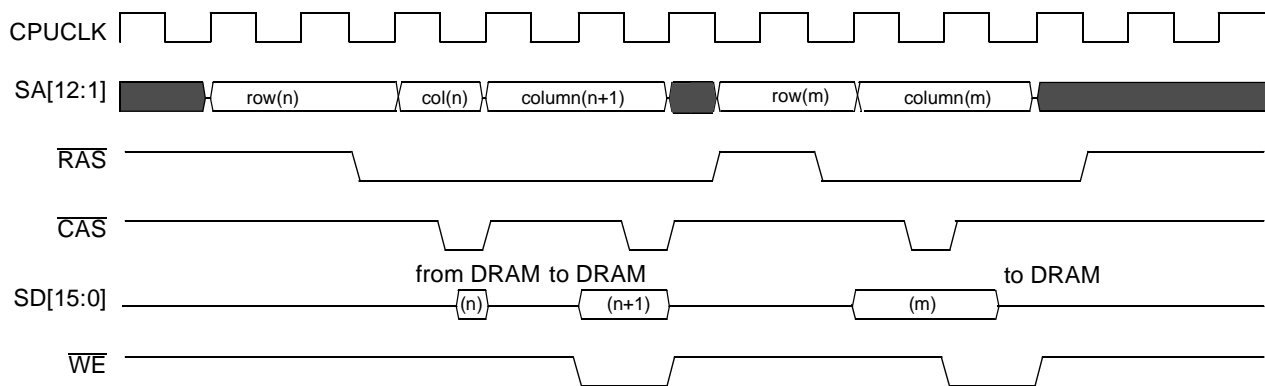 CPUCLK
SA[12:1] row(n) col(n) column(n+1) row(m) column(m)
RAS
CAS
from DRAM to DRAM to DRAM
SD[15:0] (n) (n+1) (m)
WE